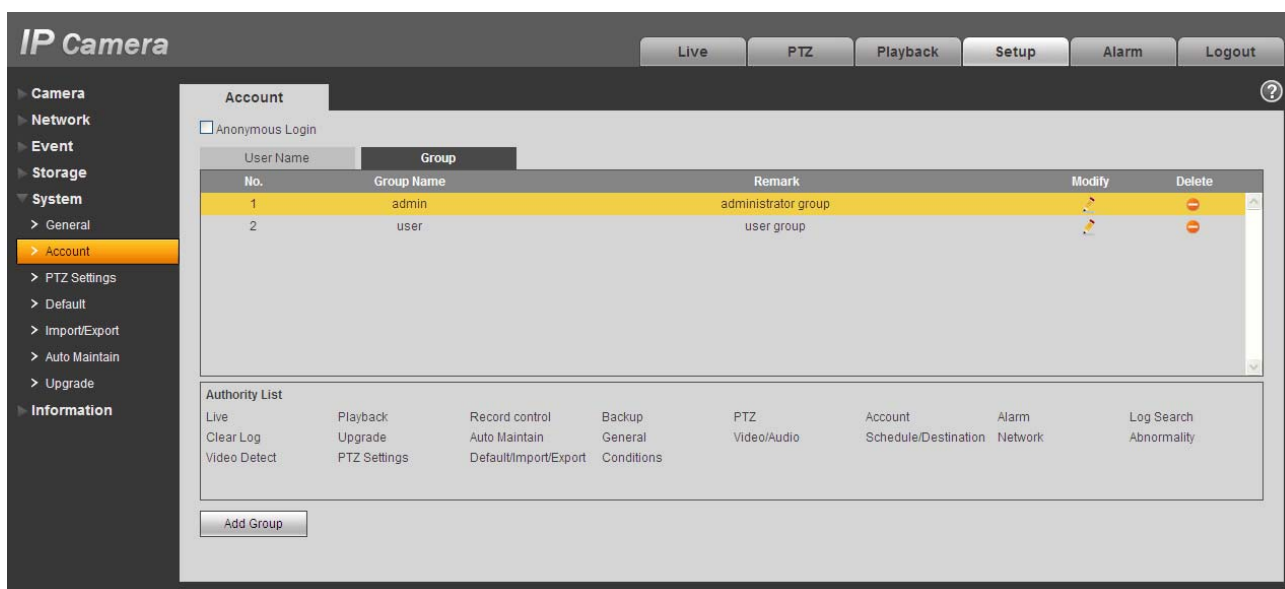 IP Camera
Live PTZ Playback Setup Alarm Logout
Camera
Network
Event
Storage
System
> General
> Account
> PTZ Settings
> Default
> Import/Export
> Auto Maintain
> Upgrade
Information
Account
?
Anonymous Login
User Name Group
No. Group Name Remark Modify Delete
1 admin administrator group
2 user user group
Authority List
Live Playback Record control Backup PTZ Account Alarm Log Search
Clear Log Upgrade Auto Maintain General Video/Audio Schedule/Destination Network Abnormality
Video Detect PTZ Settings Default/Import/Export Conditions
Add Group